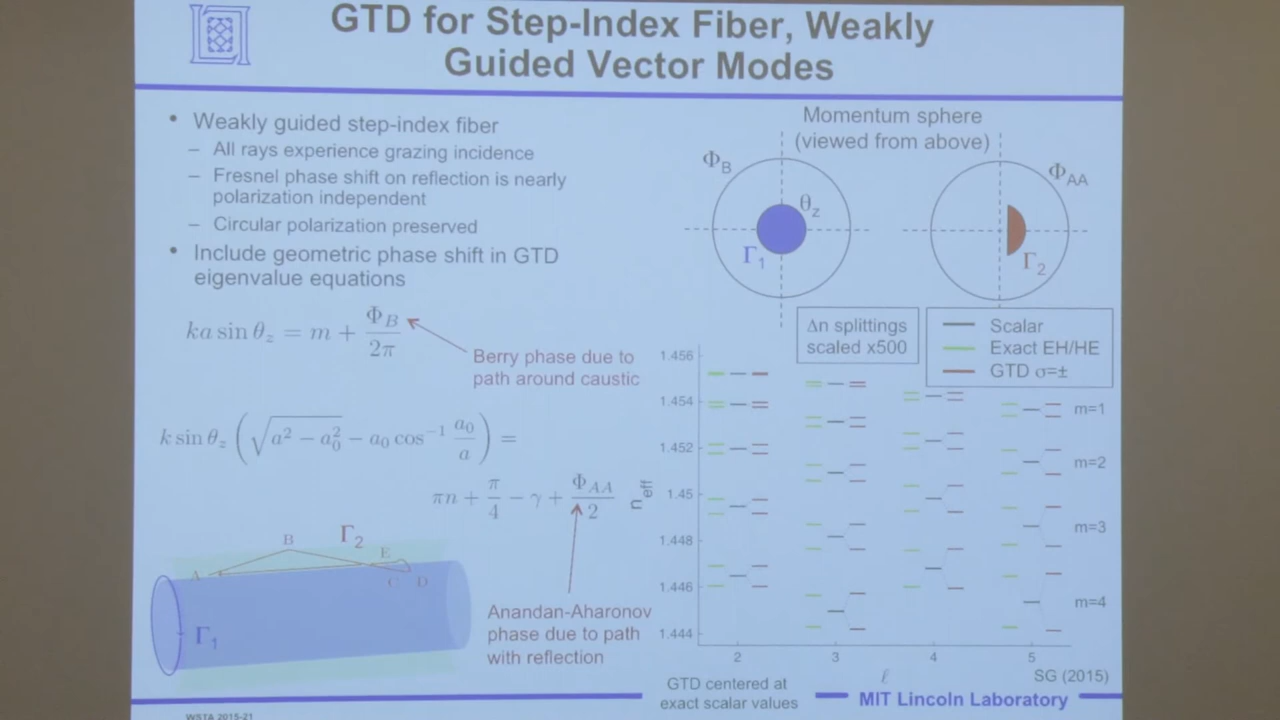 GTD for Step-Index Fiber, Weakly
Guided Vector Modes
• Weakly guided step-index fiber
– All rays experience grazing incidence
– Fresnel phase shift on reflection is nearly
polarization independent
– Circular polarization preserved
• Include geometric phase shift in GTD
eigenvalue equations
ka sin θz = m + ΦB / 2π
Berry phase due to
path around caustic
k sin θz (√(a² − a0²) − a0 cos⁻¹ a0/a) =
πn + π/4 − γ + ΦAA/2
Anandan-Aharonov
phase due to path
with reflection
A B Γ2 E C D
Γ1
Momentum sphere
(viewed from above)
ΦB θz Γ1
ΦAA Γ2
Δn splittings
scaled x500
Scalar
Exact EH/HE
GTD σ=±
neff
1.456
1.454
1.452
1.45
1.448
1.446
1.444
m=1
m=2
m=3
m=4
2 3 4 5
ℓ
SG (2015)
GTD centered at
exact scalar values
MIT Lincoln Laboratory
WSTA 2015-21